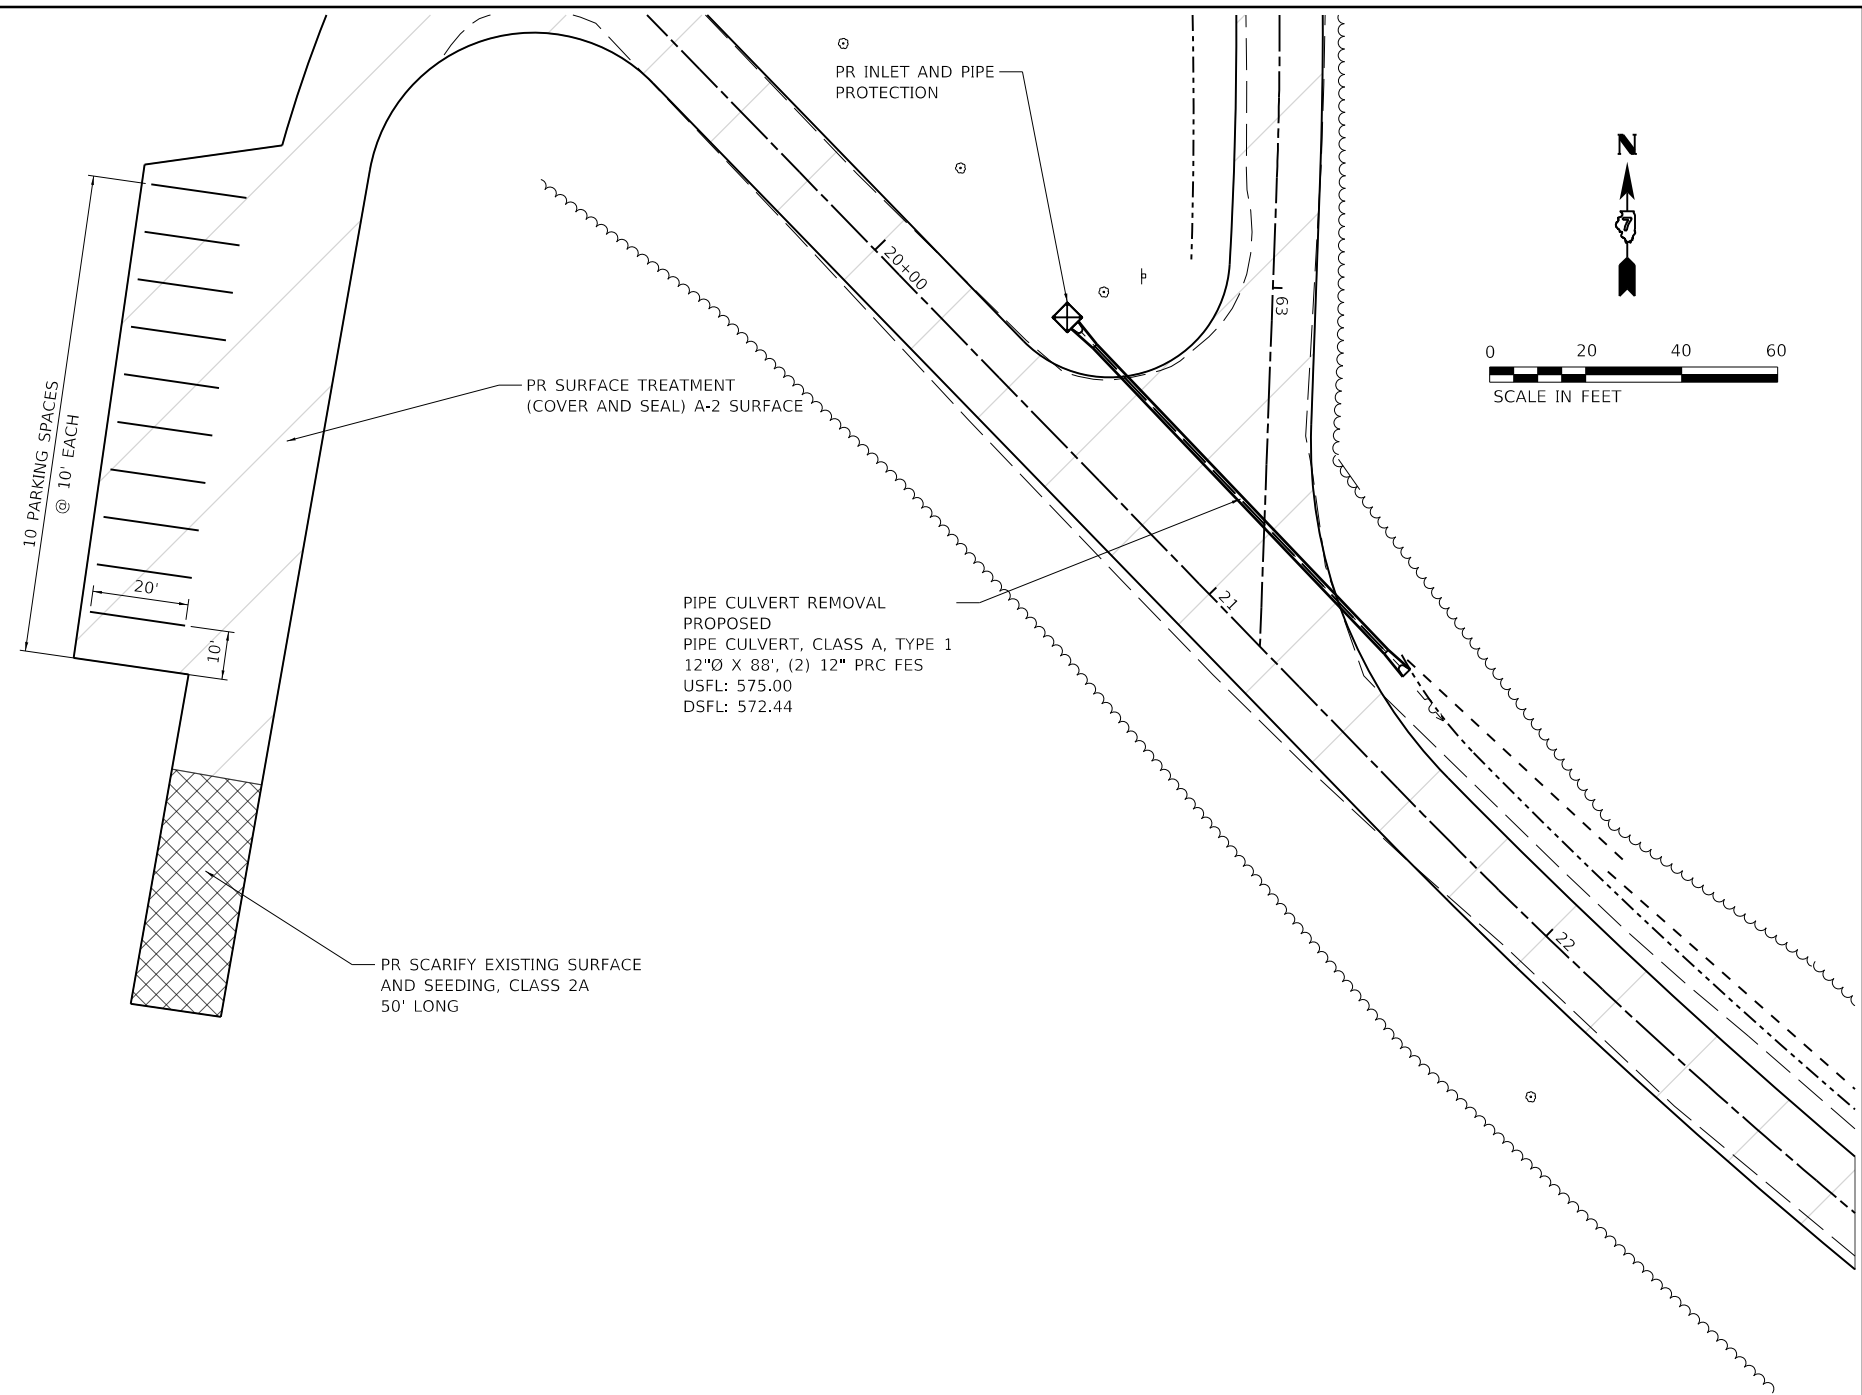 PR INLET AND PIPE
PROTECTION
N
7
20+00
63
0 20 40 60
SCALE IN FEET
10 PARKING SPACES
@ 10' EACH
PR SURFACE TREATMENT
(COVER AND SEAL) A-2 SURFACE
20'
10'
PIPE CULVERT REMOVAL
PROPOSED
PIPE CULVERT, CLASS A, TYPE 1
12"Ø X 88', (2) 12" PRC FES
USFL: 575.00
DSFL: 572.44
21
22
PR SCARIFY EXISTING SURFACE
AND SEEDING, CLASS 2A
50' LONG